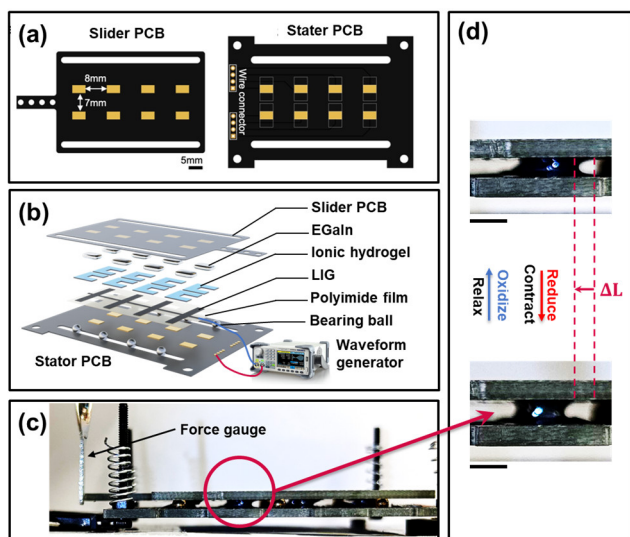 (a)
Slider PCB
Stater PCB
8mm
7mm
5mm
Wire connector
(b)
Slider PCB
EGaIn
Ionic hydrogel
LIG
Polyimide film
Bearing ball
Stator PCB
Waveform
generator
(c)
Force gauge
(d)
ΔL
Reduce
Contract
Oxidize
Relax